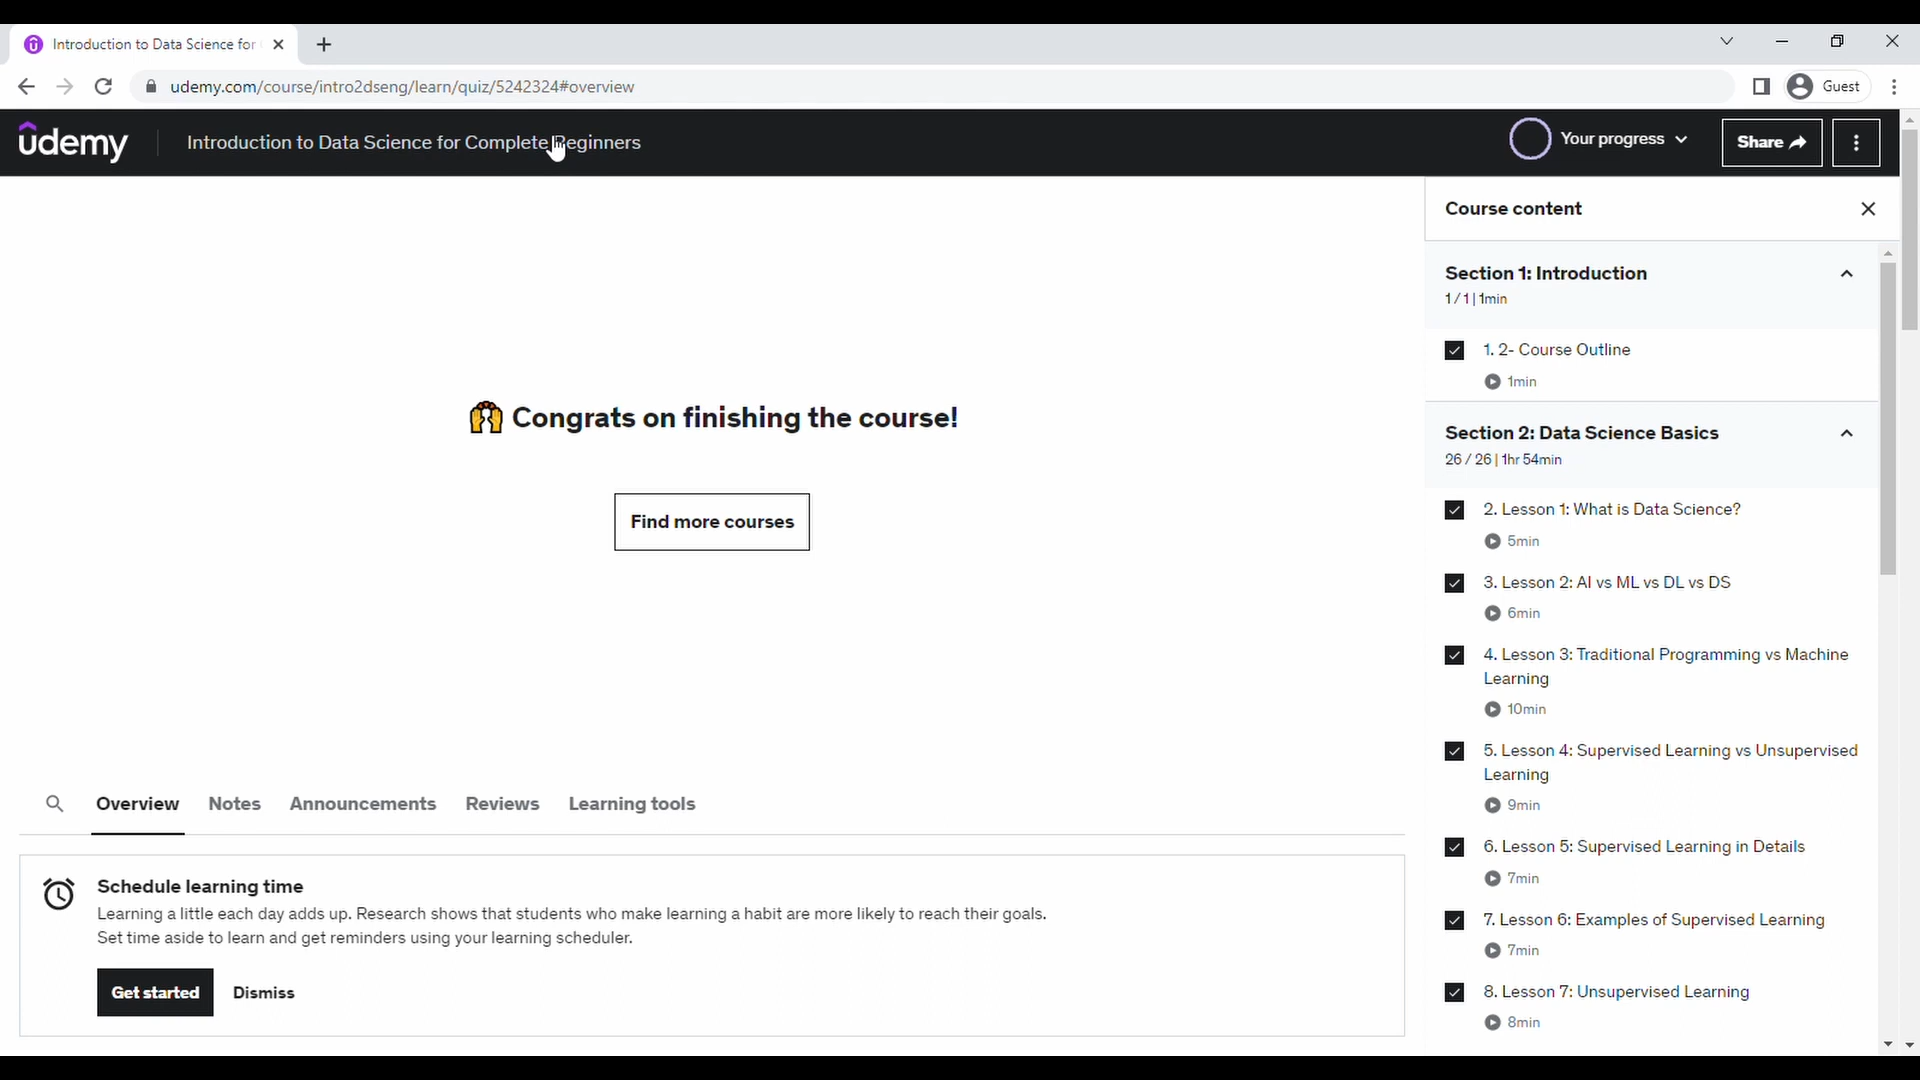 Introduction to Data Science for
udemy.com/course/intro2dseng/learn/quiz/5242324#overview
Guest
udemy
Introduction to Data Science for Complete Beginners
Your progress
Share
Course content
Section 1: Introduction
1 / 1 | 1min
1. 2- Course Outline
1min
Section 2: Data Science Basics
26 / 26 | 1hr 54min
2. Lesson 1: What is Data Science?
5min
3. Lesson 2: AI vs ML vs DL vs DS
6min
4. Lesson 3: Traditional Programming vs Machine
Learning
10min
5. Lesson 4: Supervised Learning vs Unsupervised
Learning
9min
6. Lesson 5: Supervised Learning in Details
7min
7. Lesson 6: Examples of Supervised Learning
7min
8. Lesson 7: Unsupervised Learning
8min
Congrats on finishing the course!
Find more courses
Overview Notes Announcements Reviews Learning tools
Schedule learning time
Learning a little each day adds up. Research shows that students who make learning a habit are more likely to reach their goals.
Set time aside to learn and get reminders using your learning scheduler.
Get started Dismiss